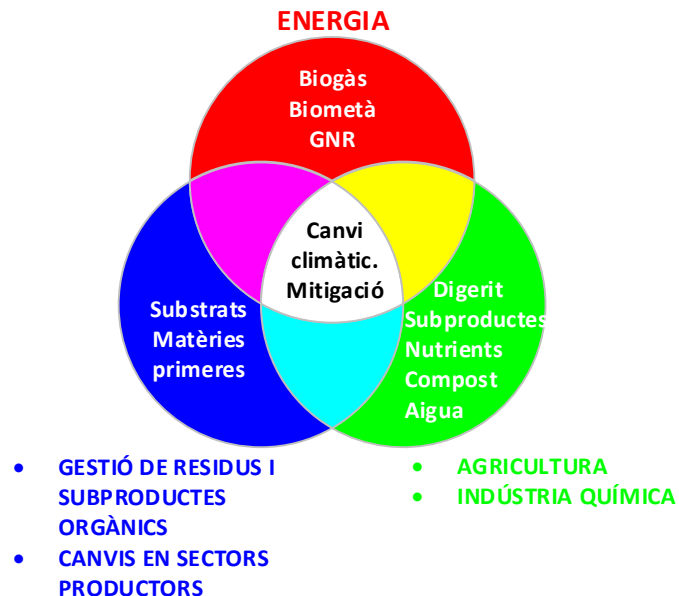 ENERGIA
Biogàs
Biometà
GNR
Canvi
climàtic.
Mitigació
Substrats
Matèries
primeres
Digerit
Subproductes
Nutrients
Compost
Aigua
• GESTIÓ DE RESIDUS I
SUBPRODUCTES
ORGÀNICS
• CANVIS EN SECTORS
PRODUCTORS
• AGRICULTURA
• INDÚSTRIA QUÍMICA